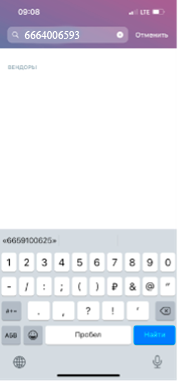 09:08 LTE
6664006593 Отменить
ВЕНДОРЫ
«6659100625»
1 2 3 4 5 6 7 8 9 0
- / : ; ( ) ₽ & @ "
#+= . , ? ! '
АБВ Пробел Найти